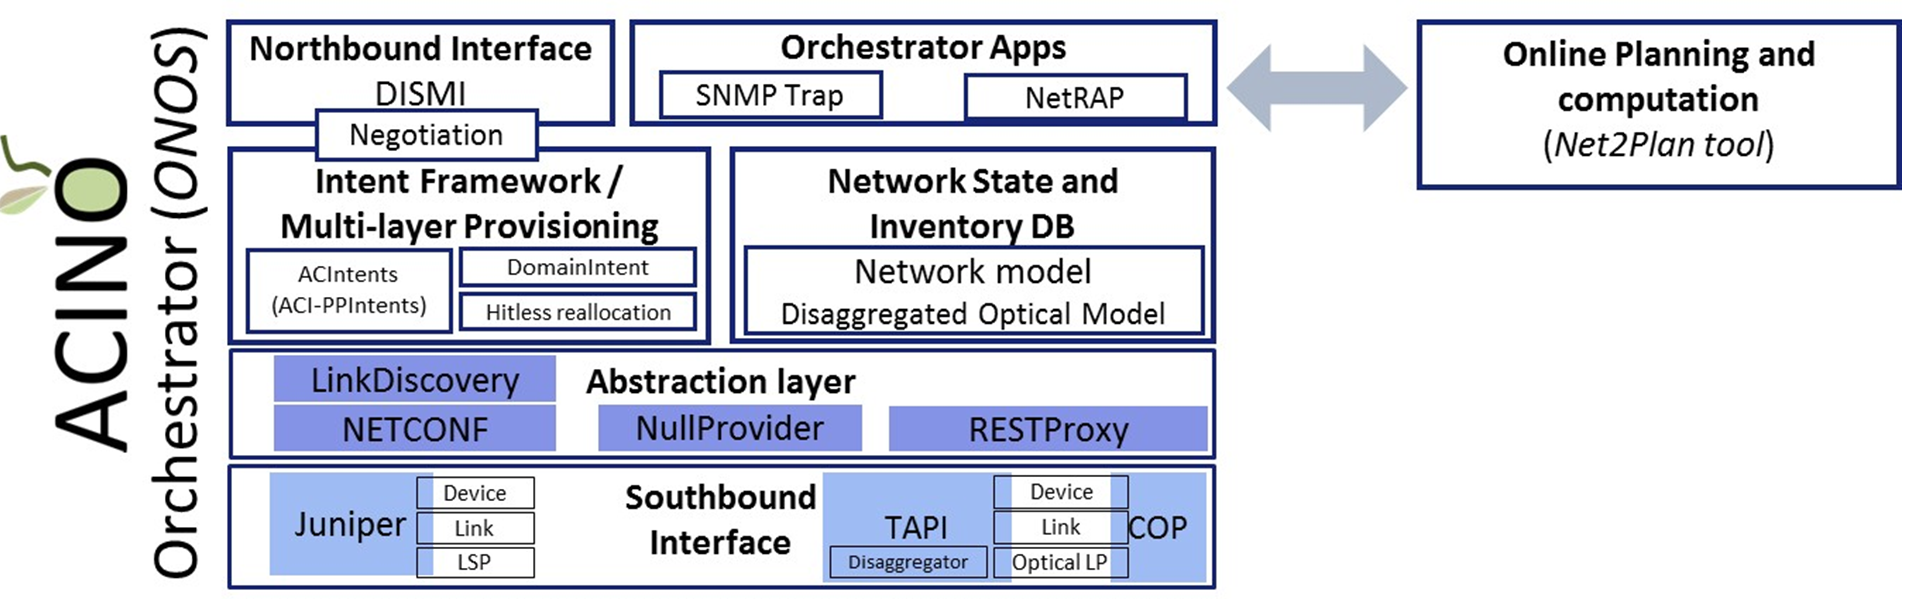 ACINO
Orchestrator (ONOS)
Northbound Interface
DISMI
Negotiation
Orchestrator Apps
SNMP Trap
NetRAP
Online Planning and
computation
(Net2Plan tool)
Intent Framework /
Multi-layer Provisioning
ACIntents
(ACI-PPIntents)
DomainIntent
Hitless reallocation
Network State and
Inventory DB
Network model
Disaggregated Optical Model
LinkDiscovery
Abstraction layer
NETCONF
NullProvider
RESTProxy
Juniper
Device
Link
LSP
Southbound
Interface
TAPI
Disaggregator
Device
Link
Optical LP
COP